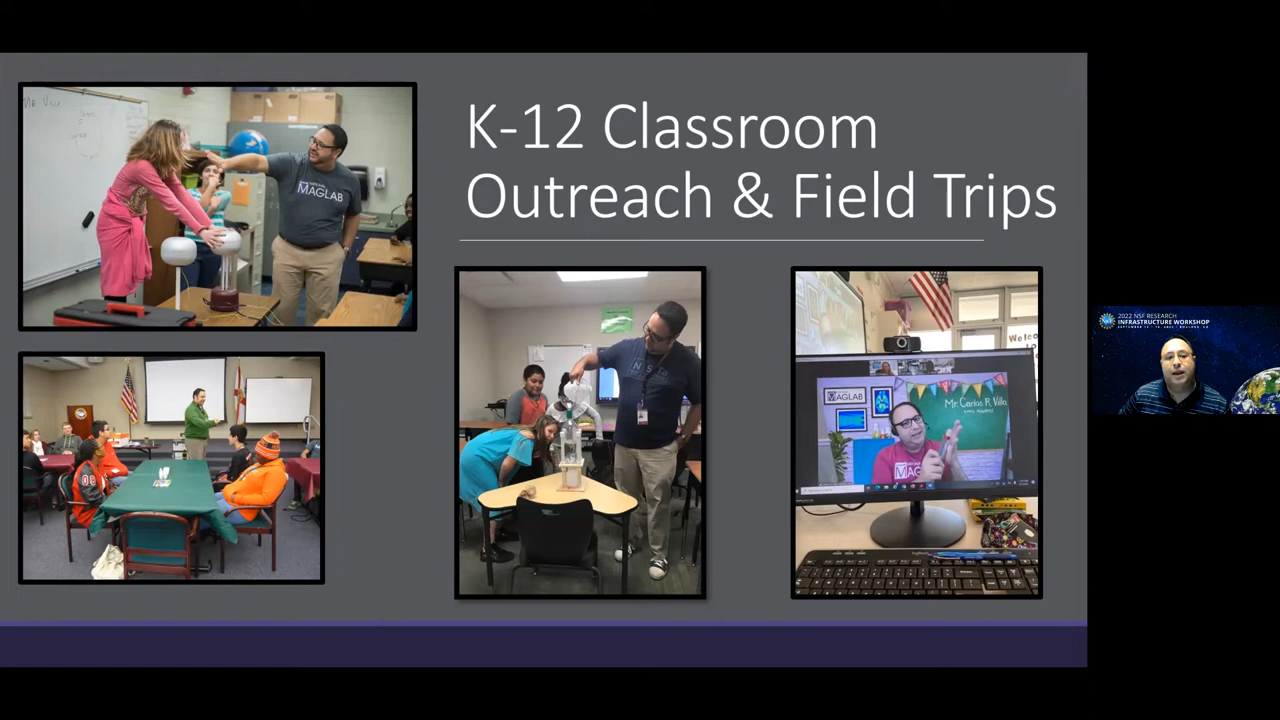 K-12 Classroom
Outreach & Field Trips
MAGLAB
MAGLAB
Mr. Carlos R. Villa
MAGLAB
2022 NSF RESEARCH
INFRASTRUCTURE WORKSHOP